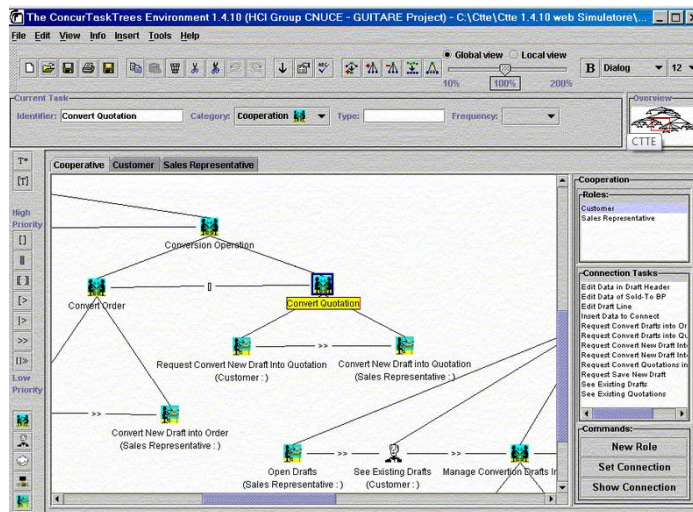 The ConcurTaskTrees Environment 1.4.10 (HCI Group CNUCE - GUITARE Project) - C:\Ctte\Ctte 1.4.10 web Simulatore\...
File Edit View Info Insert Tools Help
Global view Local view
10% 100% 200%
B Dialog 12
Current Task
Identifier: Convert Quotation Category: Cooperation Type: Frequency:
Overview
CTTE
T*
[T]
High
Priority
[]
|||
[>
|>
>>
[]>>
Low
Priority
Cooperative Customer Sales Representative
Conversion Operation
Convert Order
[]
Convert Quotation
Request Convert New Draft Into Quotation
(Customer : )
>>
Convert New Draft into Quotation
(Sales Representative : )
>>
Convert New Draft into Order
(Sales Representative : )
Open Drafts
(Sales Representative : )
>>
See Existing Drafts
(Customer : )
>>
Manage Convertion Drafts In
Cooperation
Roles:
Customer
Sales Representative
Connection Tasks
Edit Data in Draft Header
Edit Data of Sold-To BP
Edit Draft Line
Insert Data to Connect
Request Convert Drafts into Or
Request Convert Drafts into Qu
Request Convert New Draft Int
Request Convert New Draft Int
Request Convert Quotations in
Request Save New Draft
See Existing Drafts
See Existing Quotations
Commands:
New Role
Set Connection
Show Connection